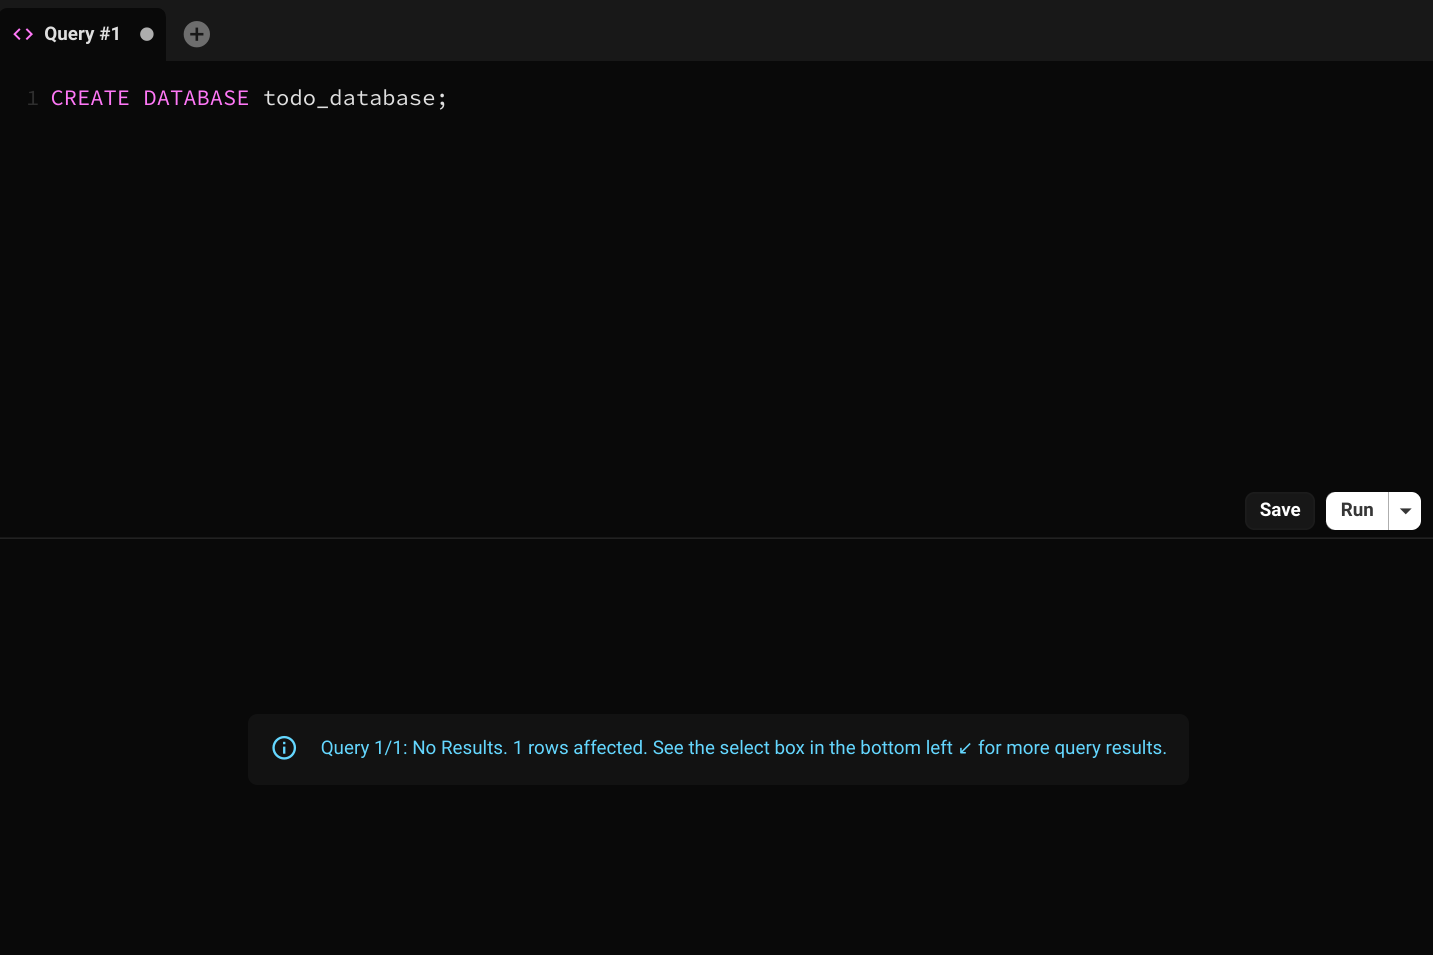 <> Query #1
1 CREATE DATABASE todo_database;
Save Run
Query 1/1: No Results. 1 rows affected. See the select box in the bottom left ↙ for more query results.